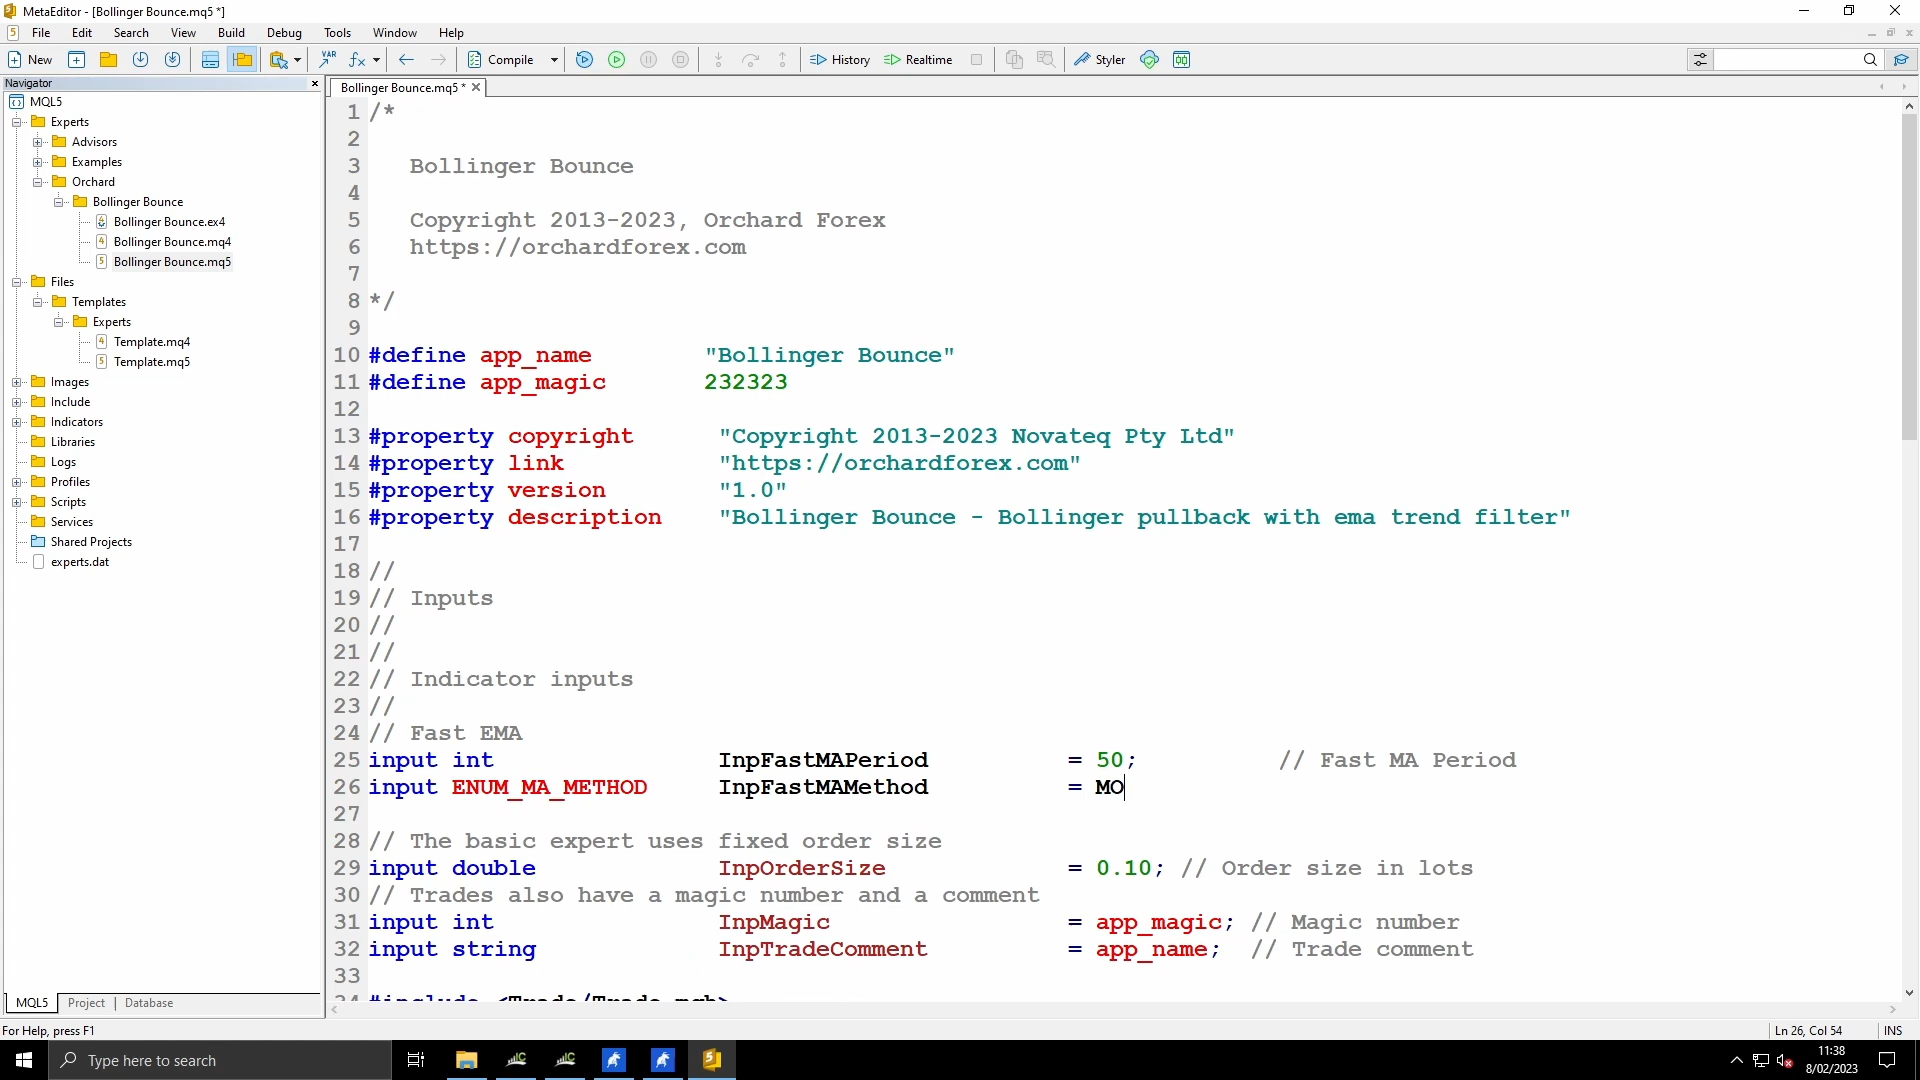 MetaEditor - [Bollinger Bounce.mq5 *]
File Edit Search View Build Debug Tools Window Help
New VAR Compile History Realtime Styler
Navigator
Bollinger Bounce.mq5 *
MQL5
Experts
Advisors
Examples
Orchard
Bollinger Bounce
Bollinger Bounce.ex4
Bollinger Bounce.mq4
Bollinger Bounce.mq5
Files
Templates
Experts
Template.mq4
Template.mq5
Images
Include
Indicators
Libraries
Logs
Profiles
Scripts
Services
Shared Projects
experts.dat
MQL5 Project Database
1 /*
2
3 Bollinger Bounce
4
5 Copyright 2013-2023, Orchard Forex
6 https://orchardforex.com
7
8 */
9
10 #define app_name "Bollinger Bounce"
11 #define app_magic 232323
12
13 #property copyright "Copyright 2013-2023 Novateq Pty Ltd"
14 #property link "https://orchardforex.com"
15 #property version "1.0"
16 #property description "Bollinger Bounce - Bollinger pullback with ema trend filter"
17
18 //
19 // Inputs
20 //
21 //
22 // Indicator inputs
23 //
24 // Fast EMA
25 input int InpFastMAPeriod = 50; // Fast MA Period
26 input ENUM_MA_METHOD InpFastMAMethod = MO
27
28 // The basic expert uses fixed order size
29 input double InpOrderSize = 0.10; // Order size in lots
30 // Trades also have a magic number and a comment
31 input int InpMagic = app_magic; // Magic number
32 input string InpTradeComment = app_name; // Trade comment
33
34 #include <Trade/Trade.mqh>
For Help, press F1
Ln 26, Col 54 INS
Type here to search
11:38
8/02/2023